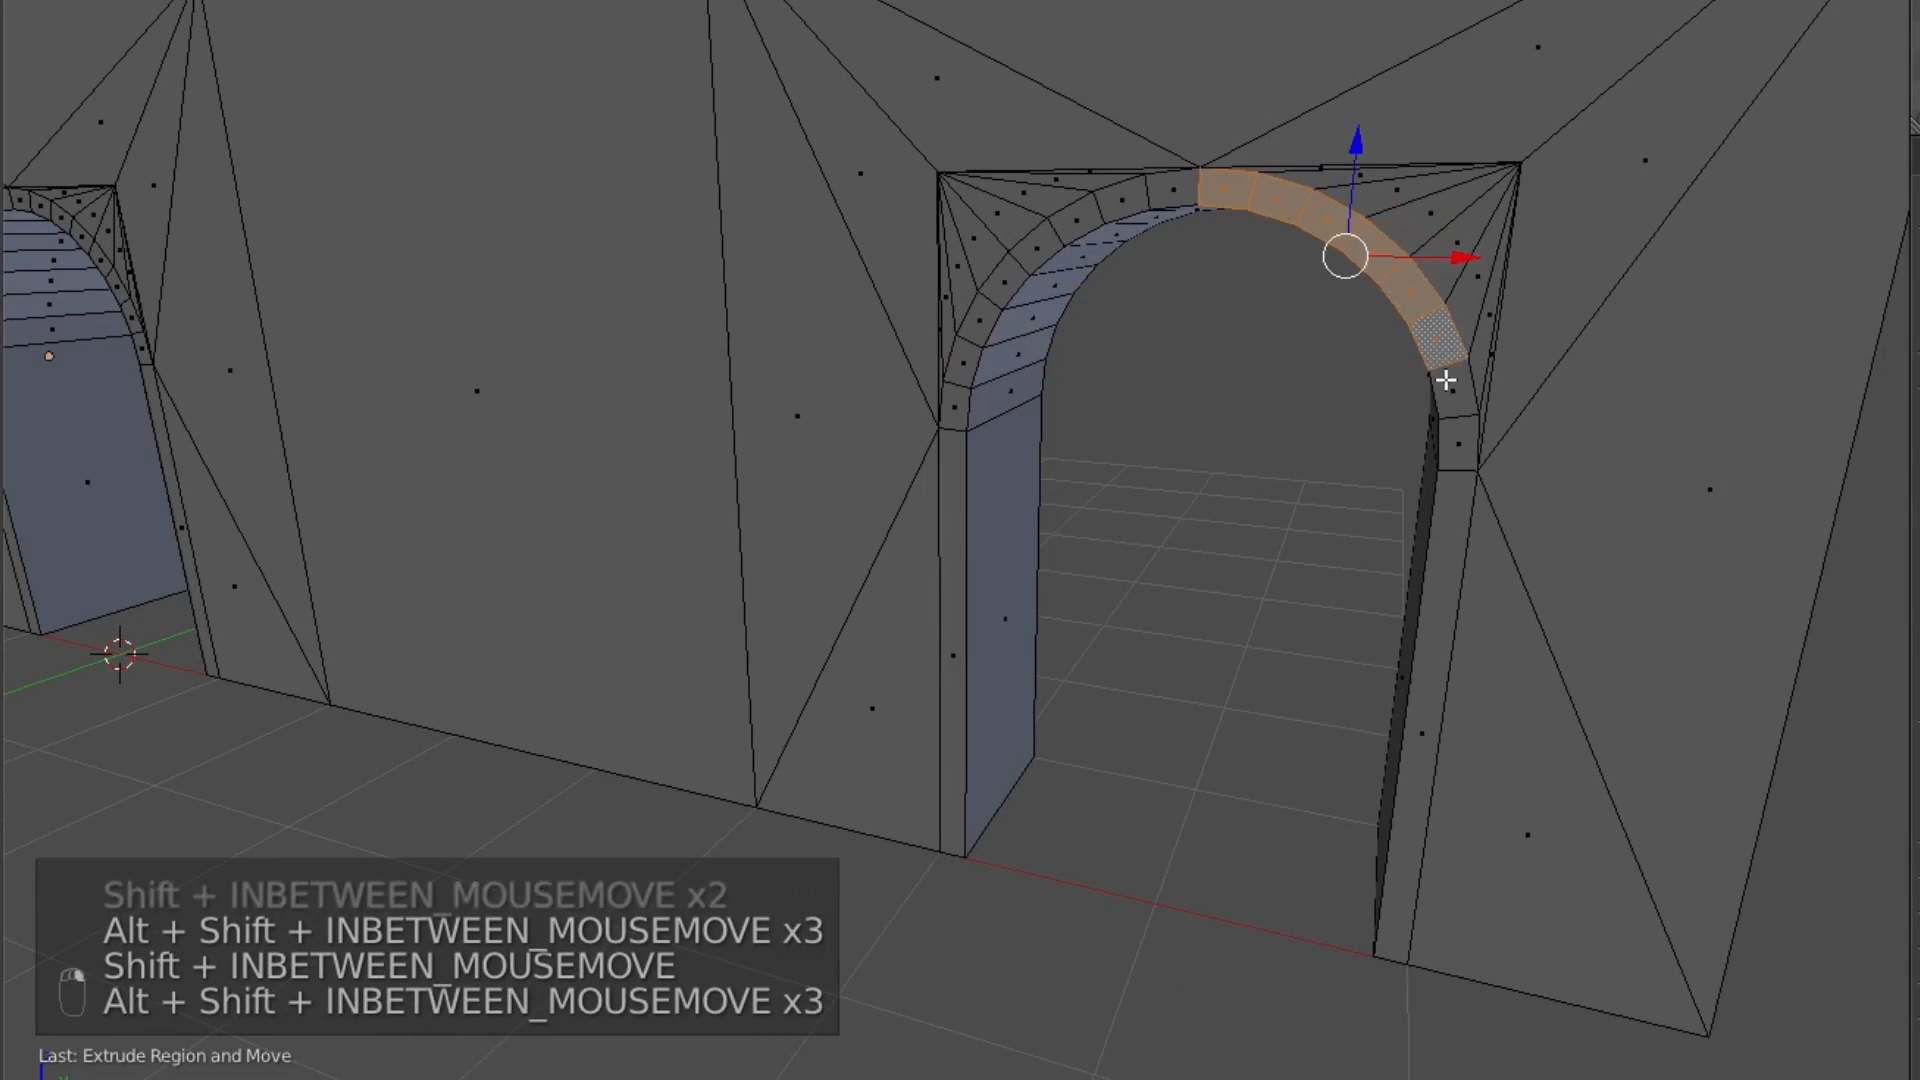 Shift + INBETWEEN_MOUSEMOVE x2
Alt + Shift + INBETWEEN_MOUSEMOVE x3
Shift + INBETWEEN_MOUSEMOVE
Alt + Shift + INBETWEEN_MOUSEMOVE x3
Last: Extrude Region and Move